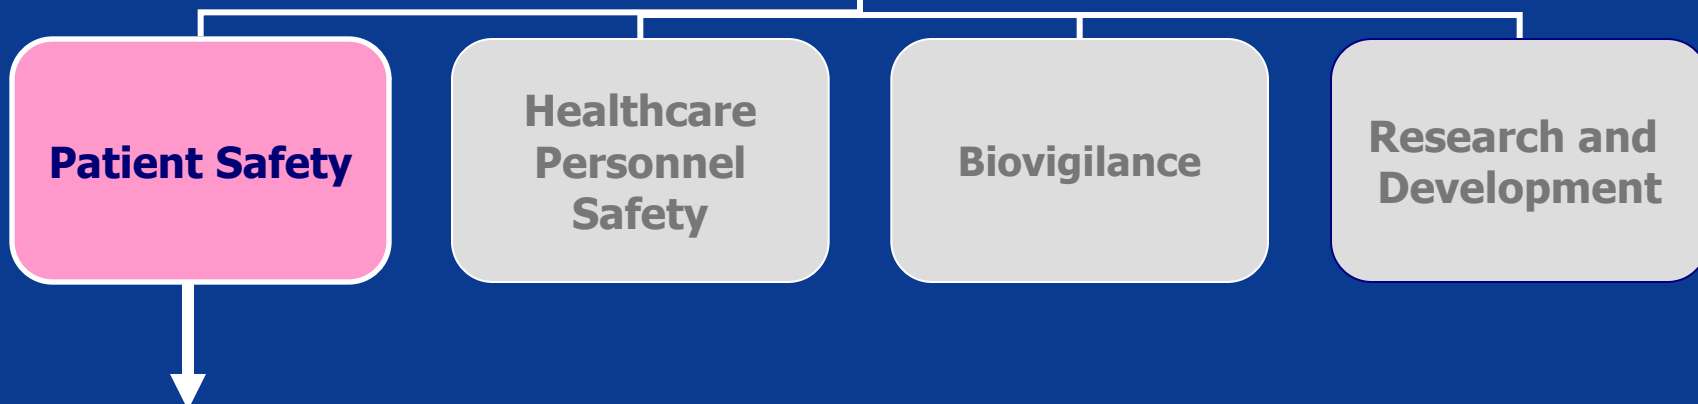 Patient Safety
Healthcare
Personnel
Safety
Biovigilance
Research and
Development